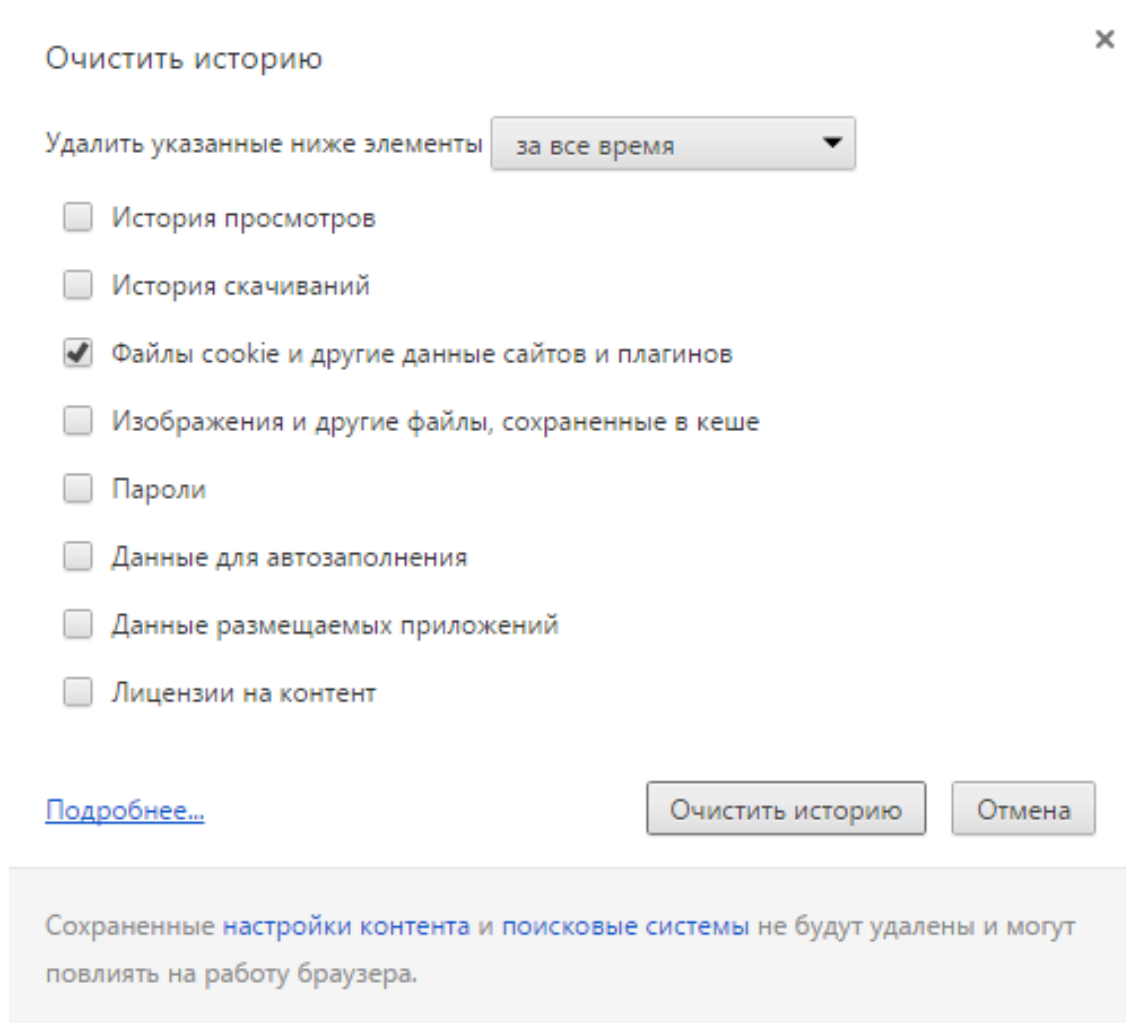 Очистить историю
Удалить указанные ниже элементы за все время
История просмотров
История скачиваний
Файлы cookie и другие данные сайтов и плагинов
Изображения и другие файлы, сохраненные в кеше
Пароли
Данные для автозаполнения
Данные размещаемых приложений
Лицензии на контент
Подробнее... Очистить историю Отмена
Сохраненные настройки контента и поисковые системы не будут удалены и могут
повлиять на работу браузера.